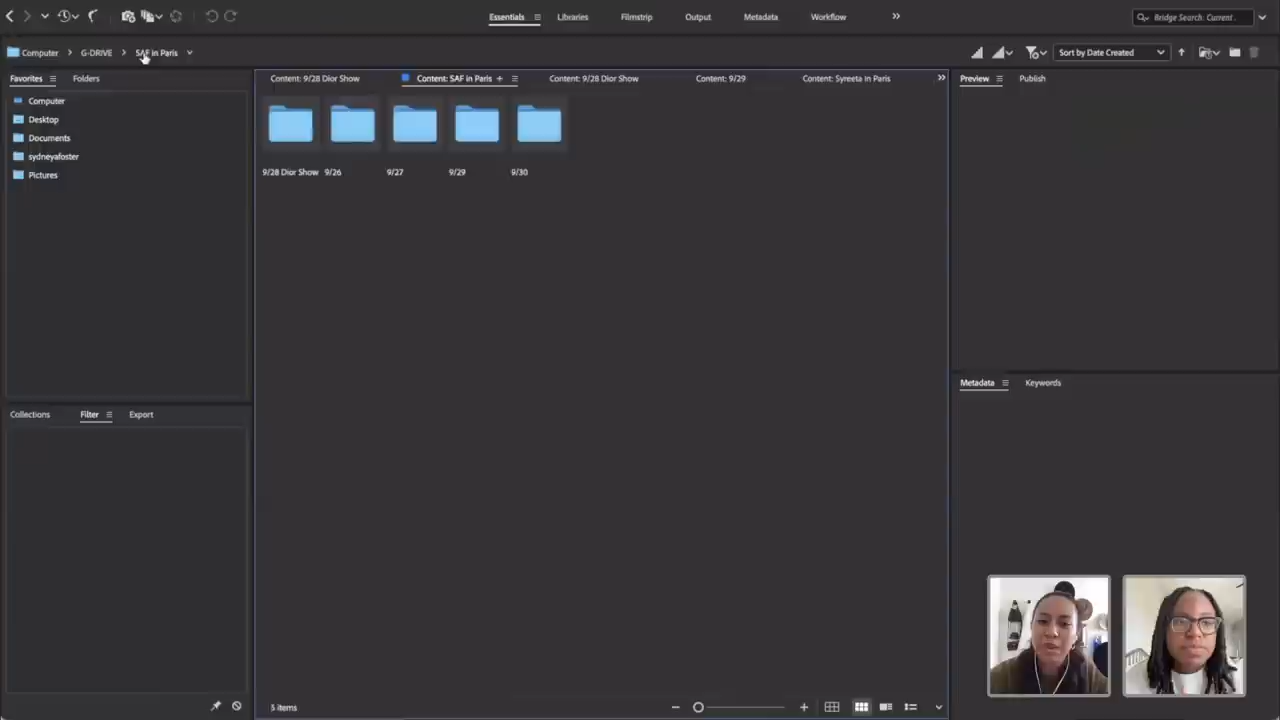 Essentials
Libraries
Filmstrip
Output
Metadata
Workflow
Bridge Search: Current .
Computer
G-DRIVE
SAF in Paris
Sort by Date Created
Favorites
Folders
Content: 9/28 Dior Show
Content: SAF in Paris
Content: 9/28 Dior Show
Content: 9/29
Content: Syreeta in Paris
Preview
Publish
Computer
Desktop
Documents
sydneyafoster
Pictures
9/28 Dior Show
9/26
9/27
9/29
9/30
Metadata
Keywords
Collections
Filter
Export
5 items